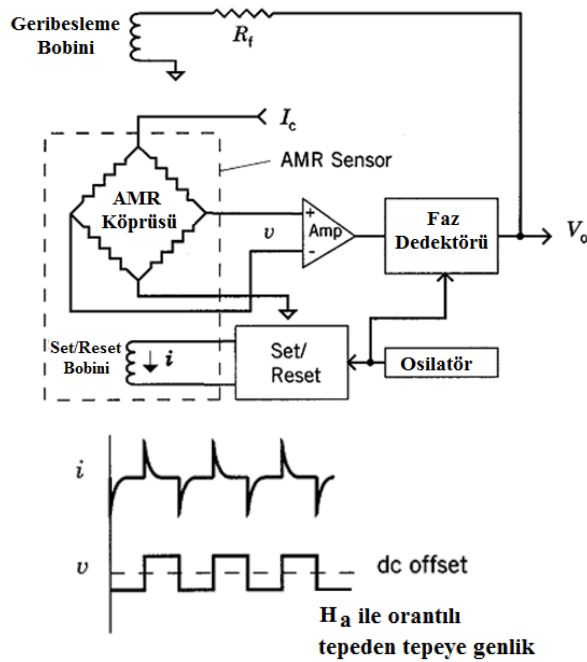 Geribesleme
Bobini
Rf
Ic
AMR Sensor
AMR
Köprüsü
v
+
Amp
-
Faz
Dedektörü
Vo
Set/Reset
Bobini
i
Set/
Reset
Osilatör
i
v
dc offset
Ha ile orantılı
tepeden tepeye genlik